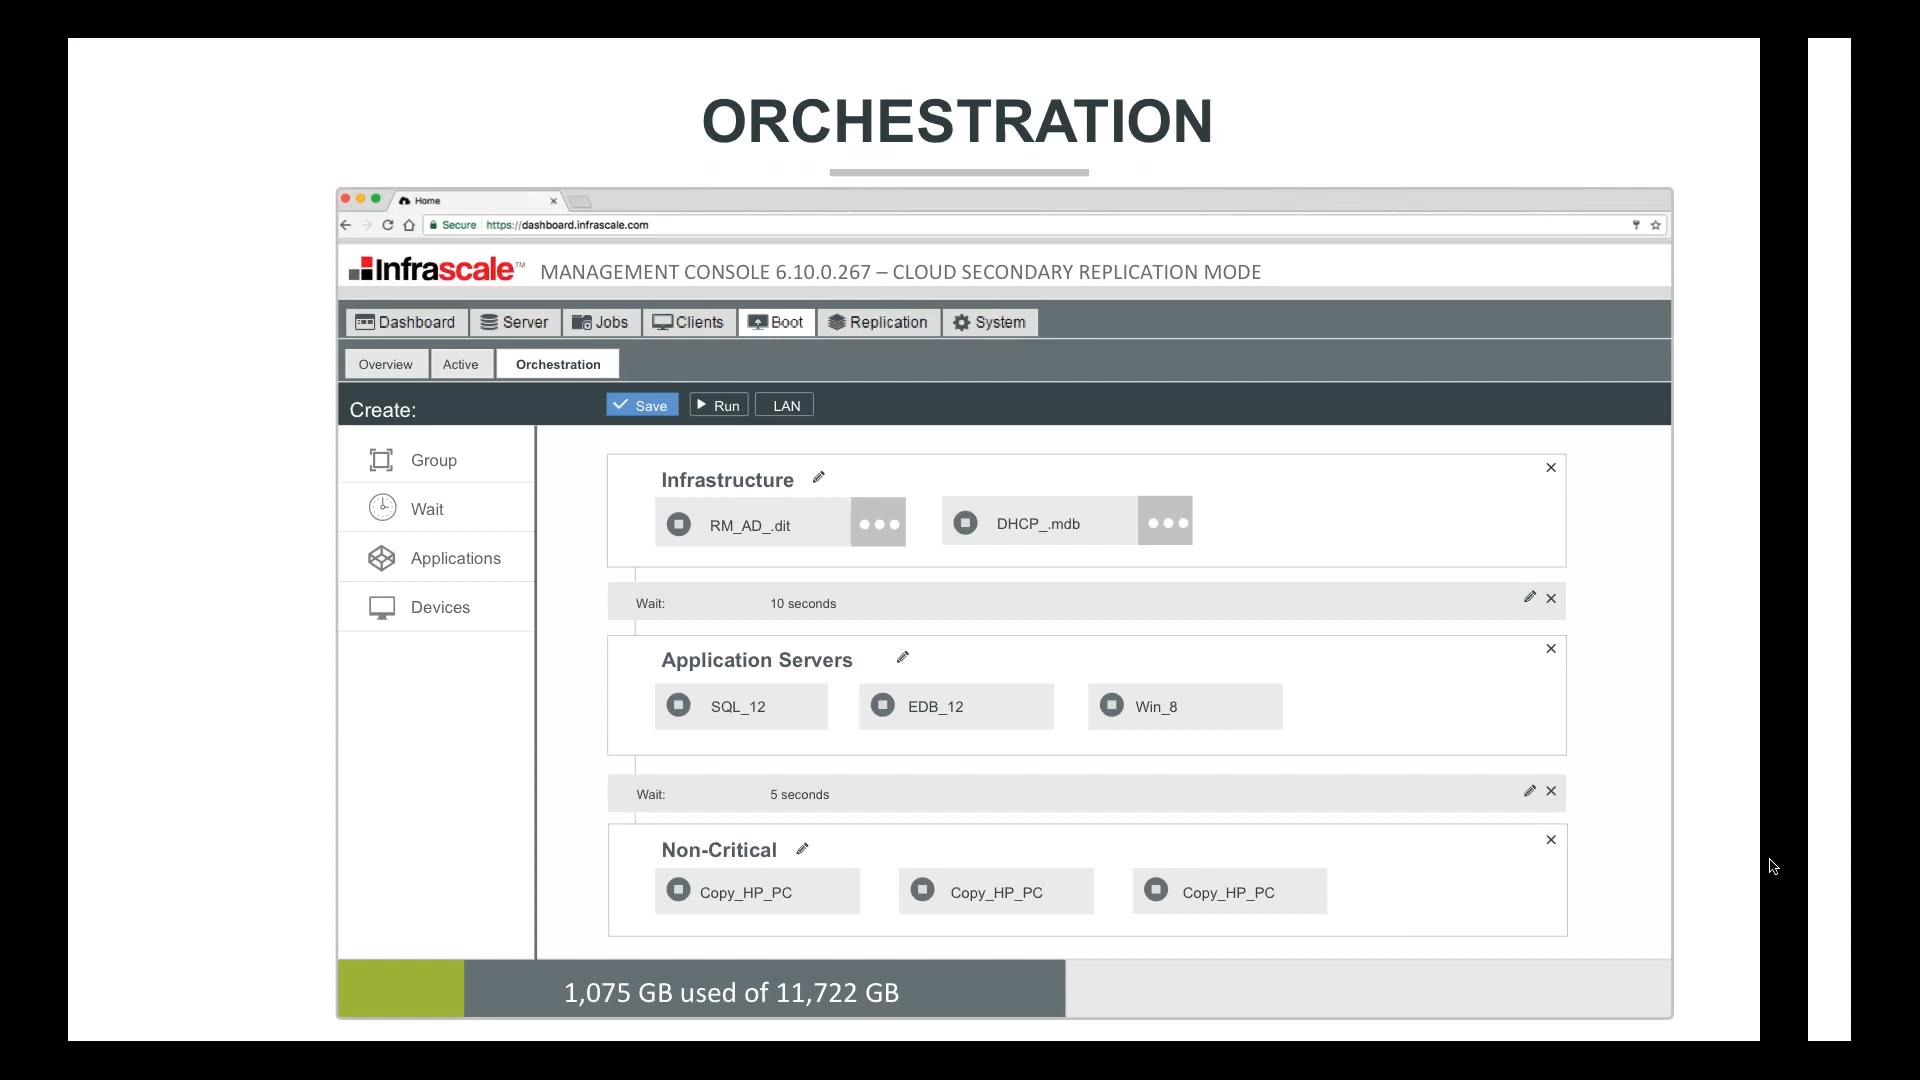 ORCHESTRATION
Home
Secure https://dashboard.infrascale.com
Infrascale™ MANAGEMENT CONSOLE 6.10.0.267 – CLOUD SECONDARY REPLICATION MODE
Dashboard Server Jobs Clients Boot Replication System
Overview Active Orchestration
Create: Save Run LAN
Group
Wait
Applications
Devices
Infrastructure
RM_AD_.dit DHCP_.mdb
Wait: 10 seconds
Application Servers
SQL_12 EDB_12 Win_8
Wait: 5 seconds
Non-Critical
Copy_HP_PC Copy_HP_PC Copy_HP_PC
1,075 GB used of 11,722 GB